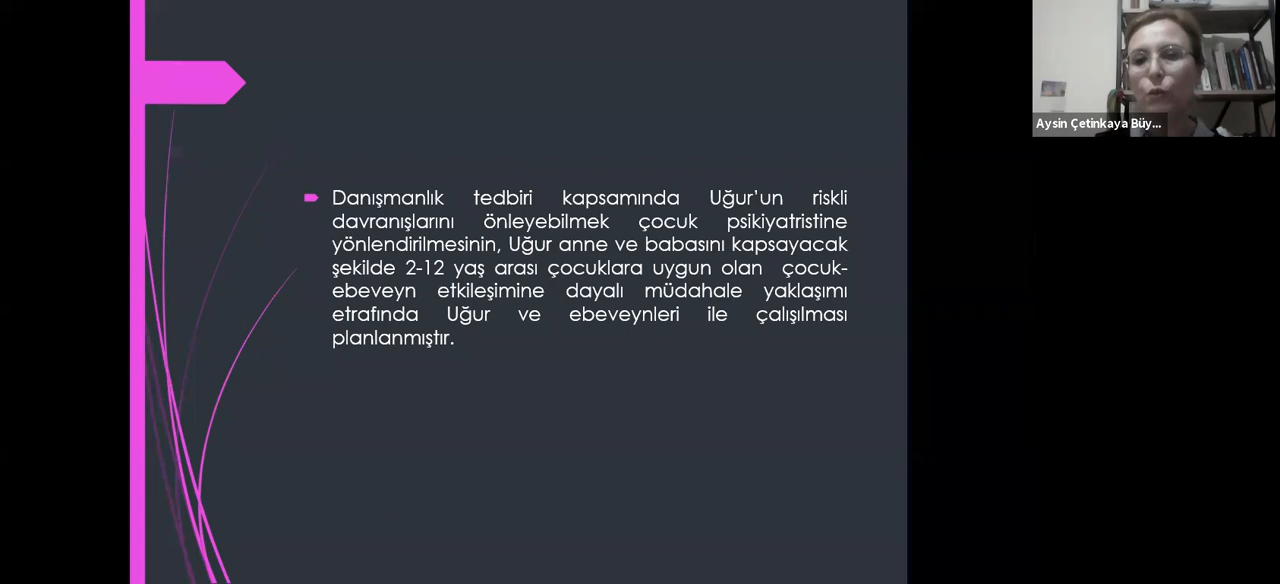 Danışmanlık tedbiri kapsamında Uğur'un riskli
davranışlarını önleyebilmek çocuk psikiyatristine
yönlendirilmesinin, Uğur anne ve babasını kapsayacak
şekilde 2-12 yaş arası çocuklara uygun olan çocuk-
ebeveyn etkileşimine dayalı müdahale yaklaşımı
etrafında Uğur ve ebeveynleri ile çalışılması
planlanmıştır.
Aysin Çetinkaya Büy...